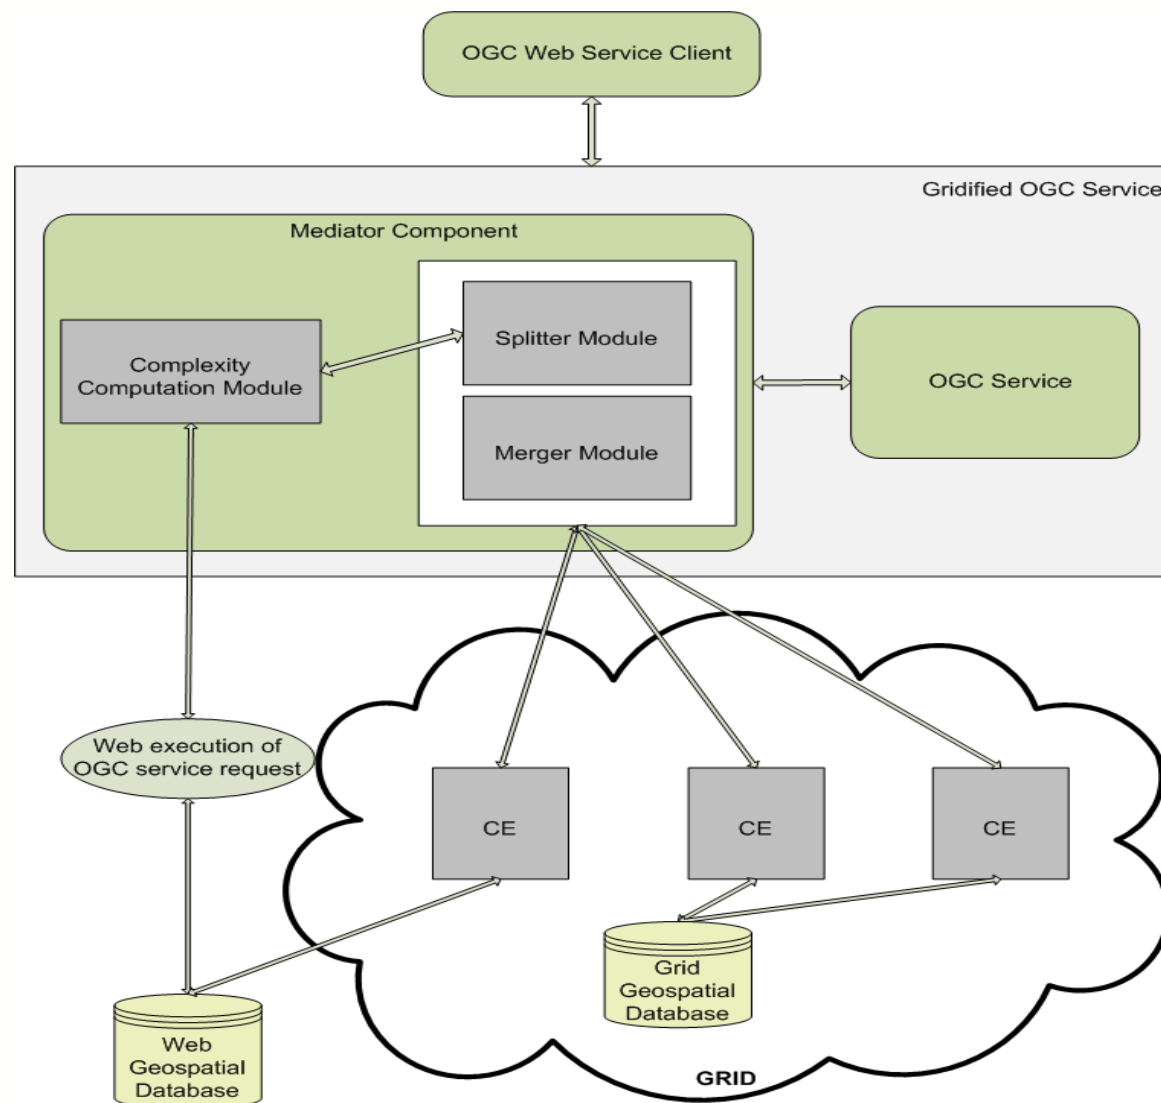 OGC Web Service Client
Gridified OGC Service
Mediator Component
Splitter Module
Complexity
Computation Module
OGC Service
Merger Module
Web execution of
OGC service request
CE
CE
CE
Grid
Geospatial
Database
Web
Geospatial
Database
GRID